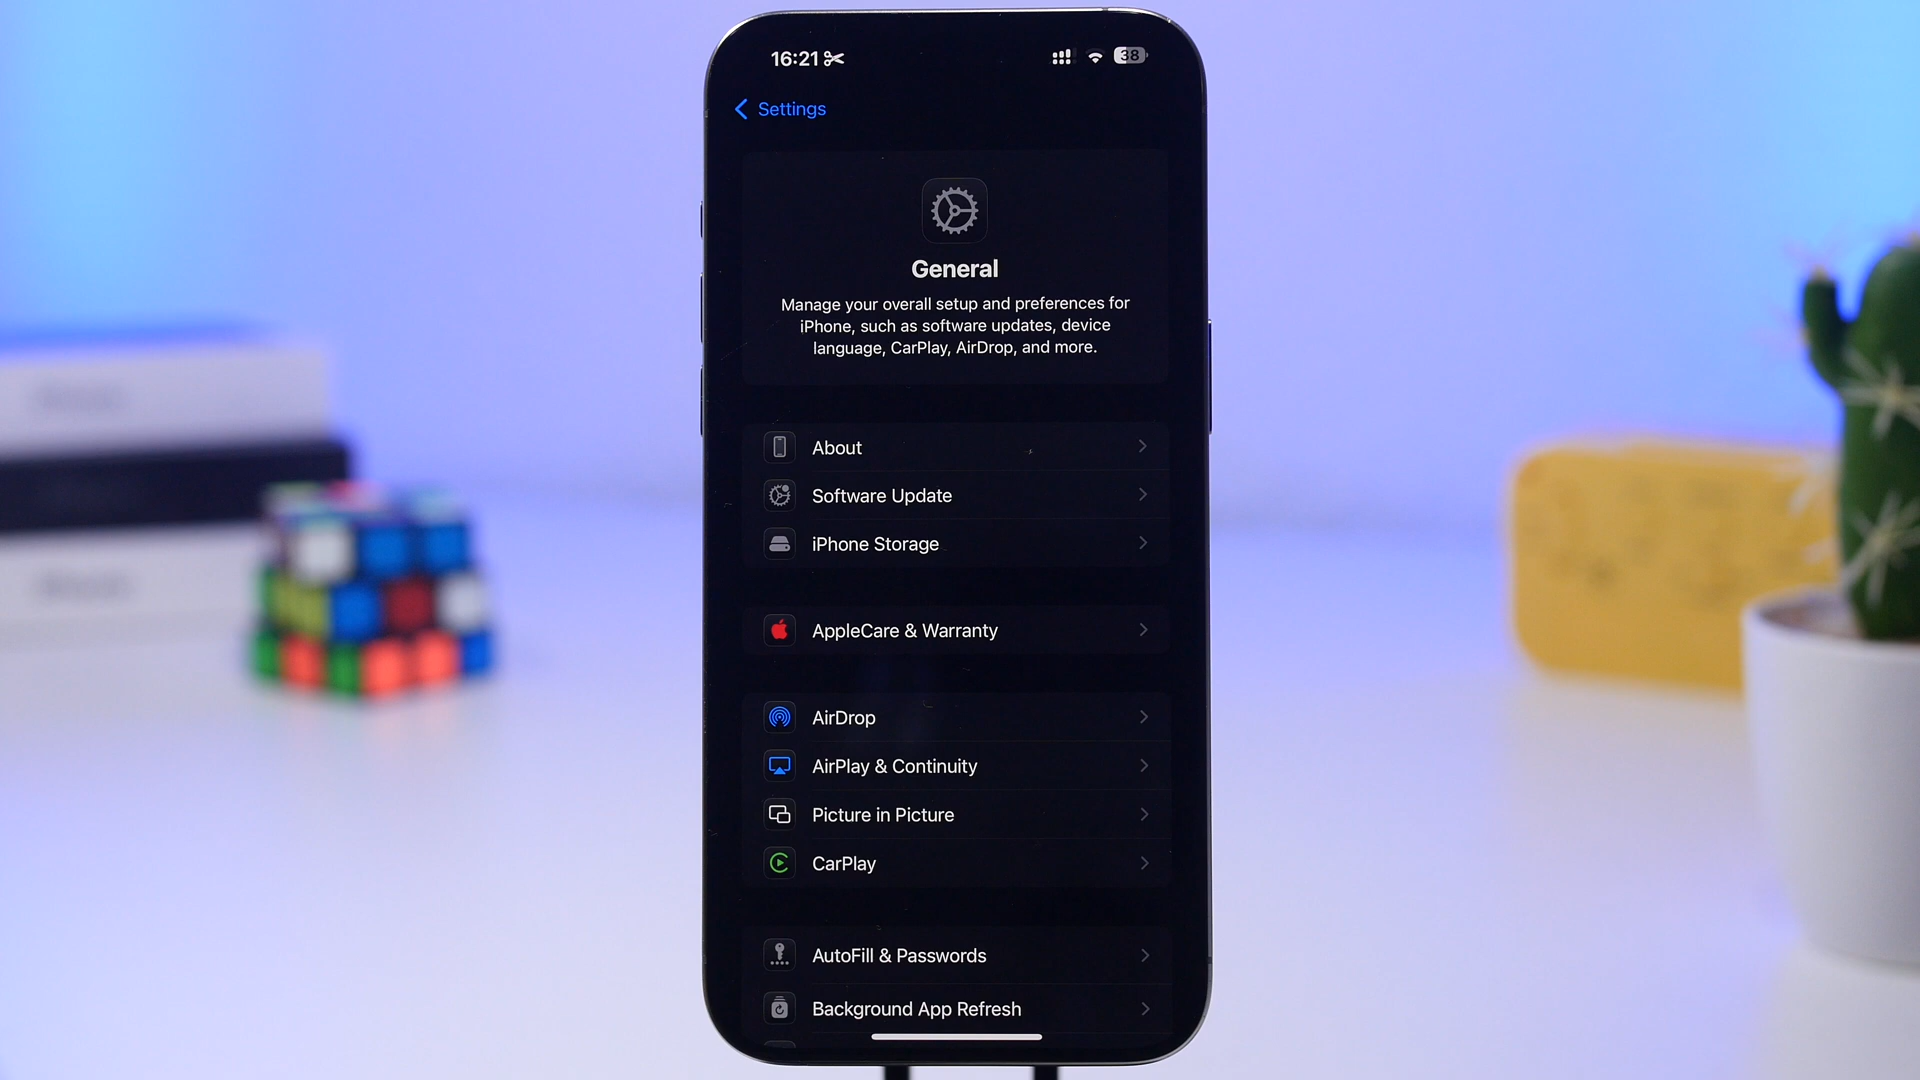 16:21
38
Settings
General
Manage your overall setup and preferences for
iPhone, such as software updates, device
language, CarPlay, AirDrop, and more.
About
Software Update
iPhone Storage
AppleCare & Warranty
AirDrop
AirPlay & Continuity
Picture in Picture
CarPlay
AutoFill & Passwords
Background App Refresh